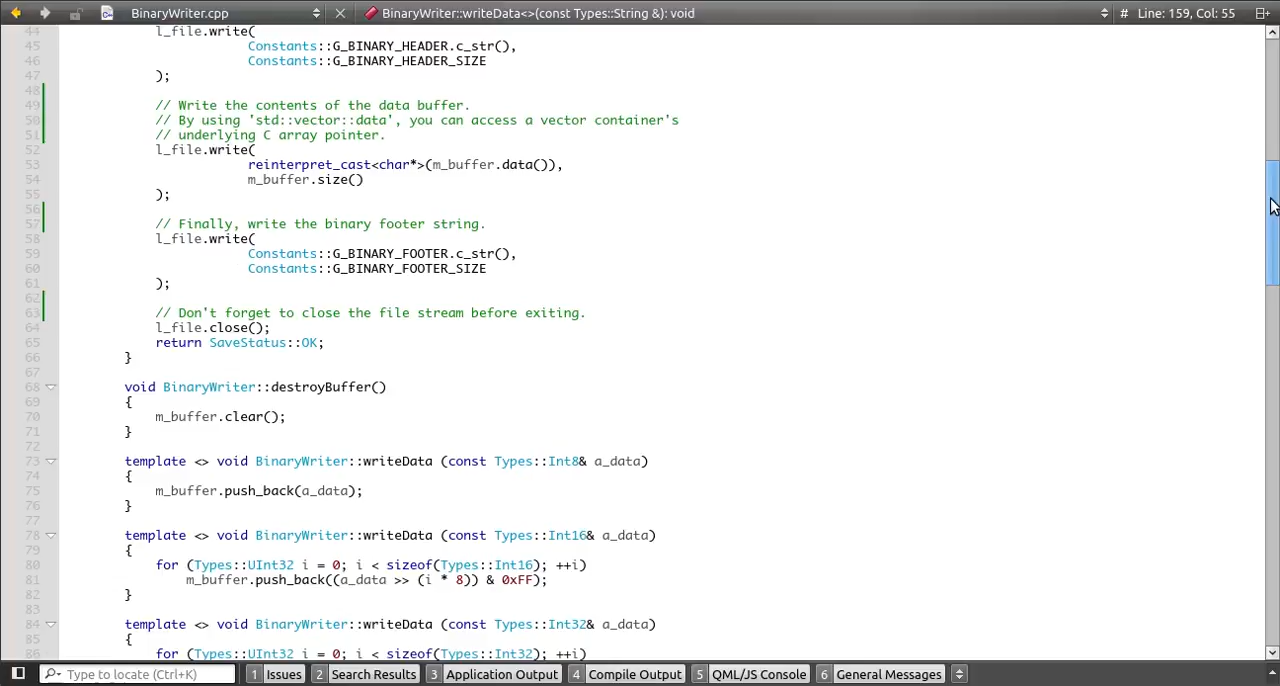 BinaryWriter.cpp BinaryWriter::writeData<>(const Types::String &): void # Line: 159, Col: 55
44 l_file.write(
45 Constants::G_BINARY_HEADER.c_str(),
46 Constants::G_BINARY_HEADER_SIZE
47 );
48
49 // Write the contents of the data buffer.
50 // By using 'std::vector::data', you can access a vector container's
51 // underlying C array pointer.
52 l_file.write(
53 reinterpret_cast<char*>(m_buffer.data()),
54 m_buffer.size()
55 );
56
57 // Finally, write the binary footer string.
58 l_file.write(
59 Constants::G_BINARY_FOOTER.c_str(),
60 Constants::G_BINARY_FOOTER_SIZE
61 );
62
63 // Don't forget to close the file stream before exiting.
64 l_file.close();
65 return SaveStatus::OK;
66 }
67
68 void BinaryWriter::destroyBuffer()
69 {
70 m_buffer.clear();
71 }
72
73 template <> void BinaryWriter::writeData (const Types::Int8& a_data)
74 {
75 m_buffer.push_back(a_data);
76 }
77
78 template <> void BinaryWriter::writeData (const Types::Int16& a_data)
79 {
80 for (Types::UInt32 i = 0; i < sizeof(Types::Int16); ++i)
81 m_buffer.push_back((a_data >> (i * 8)) & 0xFF);
82 }
83
84 template <> void BinaryWriter::writeData (const Types::Int32& a_data)
85 {
86 for (Types::UInt32 i = 0; i < sizeof(Types::Int32); ++i)
Type to locate (Ctrl+K) 1 Issues 2 Search Results 3 Application Output 4 Compile Output 5 QML/JS Console 6 General Messages